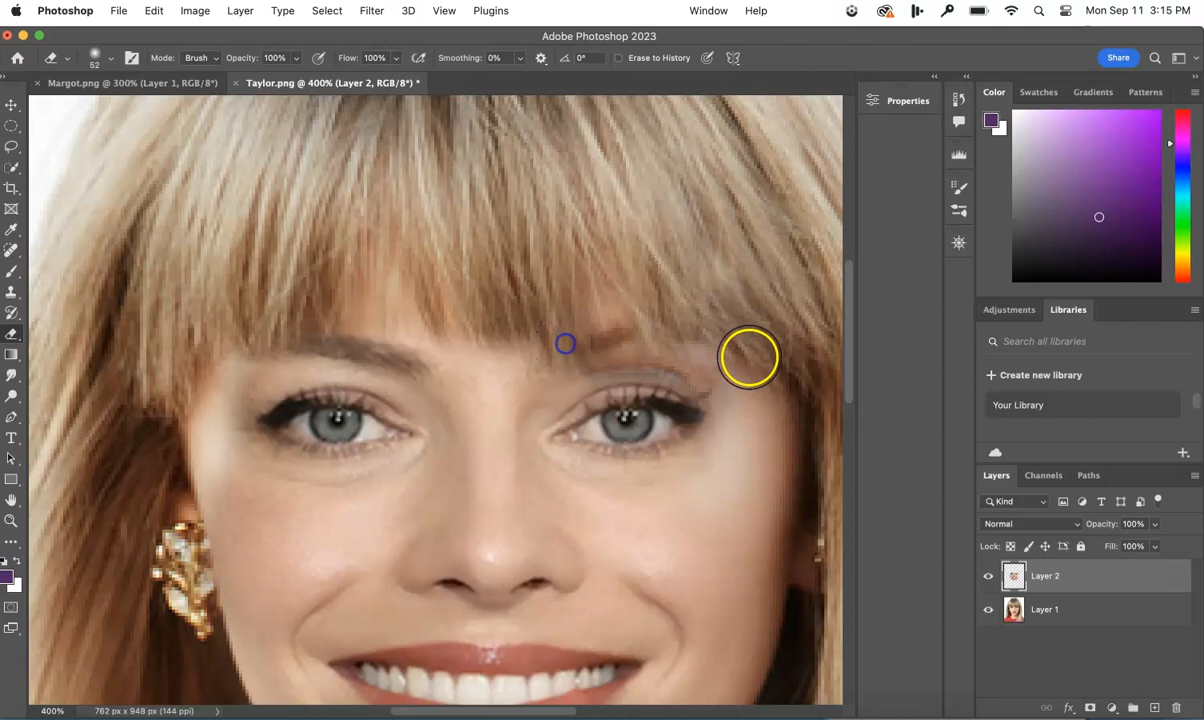 Photoshop File Edit Image Layer Type Select Filter 3D View Plugins Window Help Mon Sep 11 3:15 PM
Adobe Photoshop 2023
52 Mode: Brush Opacity: 100% Flow: 100% Smoothing: 0% 0° Erase to History Share
Margot.png @ 300% (Layer 1, RGB/8*) Taylor.png @ 400% (Layer 2, RGB/8*) *
Properties
Color Swatches Gradients Patterns
Adjustments Libraries
Search all libraries
Create new library
Your Library
Layers Channels Paths
Kind
Normal Opacity: 100%
Lock: Fill: 100%
Layer 2
Layer 1
fx
400% 762 px x 948 px (144 ppi)